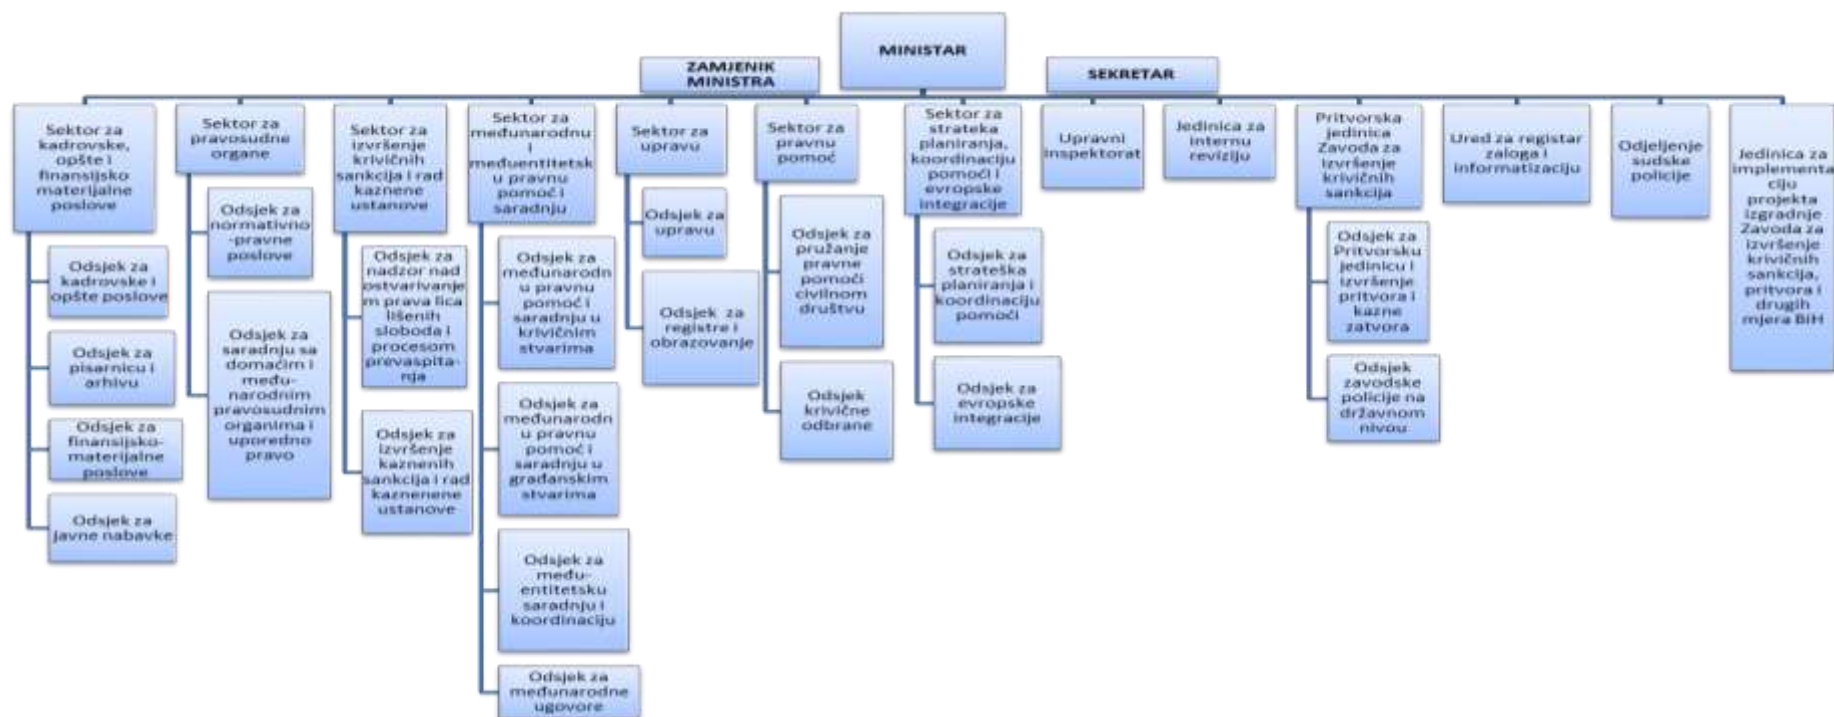 MINISTAR
ZAMJENIK
MINISTRA
SEKRETAR
Sektor za
kadrovske,
opšte i
finansijsko
materijalne
poslove
Odsjek za
kadrovske i
opšte poslove
Odsjek za
pisarnicu i
arhivu
Odsjek za
finansijsko-
materijalne
poslove
Odsjek za
javne nabavke
Sektor za
pravosudne
organe
Odsjek za
normativno
-pravne
poslove
Odsjek za
saradnju sa
domaćim i
među-
narodnim
pravosudnim
organima i
uporedno
pravo
Sektor za
izvršenje
krivičnih
sankcija i rad
kaznene
ustanove
Odsjek za
nadzor nad
ostvarivanje
m prava lica
lišenih
sloboda i
procesom
prevaspita-
nja
Odsjek za
izvršenje
kaznenih
sankcija i rad
kaznenene
ustanove
Sektor za
međunarodnu
i
međuentitetsk
u pravnu
pomoć i
saradnju
Odsjek za
međunarodn
u pravnu
pomoć i
saradnju u
krivičnim
stvarima
Odsjek za
međunarodn
u pravnu
pomoć i
saradnju u
građanskim
stvarima
Odsjek za
među-
entitetsku
saradnju i
koordinaciju
Odsjek za
međunarodne
ugovore
Sektor za
upravu
Odsjek za
upravu
Odsjek za
registre i
obrazovanje
Sektor za
pravnu
pomoć
Odsjek za
pružanje
pravne
pomoći
civilnom
društvu
Odsjek
krivične
odbrane
Sektor za
strateka
planiranja,
koordinaciju
pomoći i
evropske
integracije
Odsjek za
strateška
planiranja i
koordinaciju
pomoći
Odsjek za
evropske
integracije
Upravni
inspektorat
Jedinica za
internu
reviziju
Pritvorska
jedinica
Zavoda za
izvršenje
krivičnih
sankcija
Odsjek za
Pritvorsku
jedinicu i
izvršenje
pritvora i
kazne
zatvora
Odsjek
zavodske
policije na
državnom
nivou
Ured za registar
zaloga i
informatizaciju
Odjeljenje
sudske
policije
Jedinica za
implementa
ciju
projekta
izgradnje
Zavoda za
izvršenje
krivičnih
sankcija,
pritvora i
drugih
mjera BiH